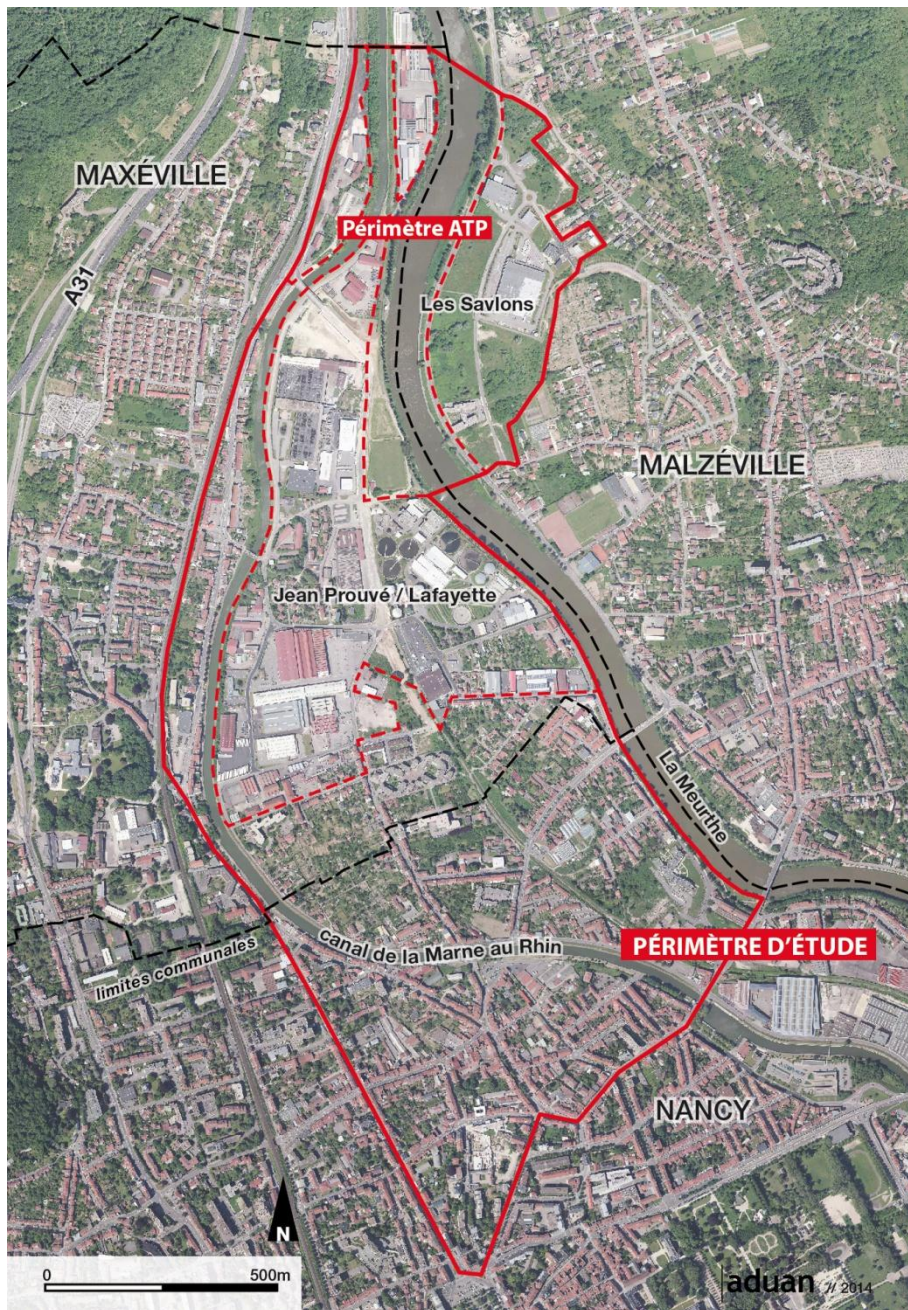 MAXÉVILLE
Périmètre ATP
A31
Les Savlons
MALZÉVILLE
Jean Prouvé / Lafayette
La Meurthe
PÉRIMÈTRE D'ÉTUDE
canal de la Marne au Rhin
limites communales
NANCY
N
0 500m
aduan // 2014